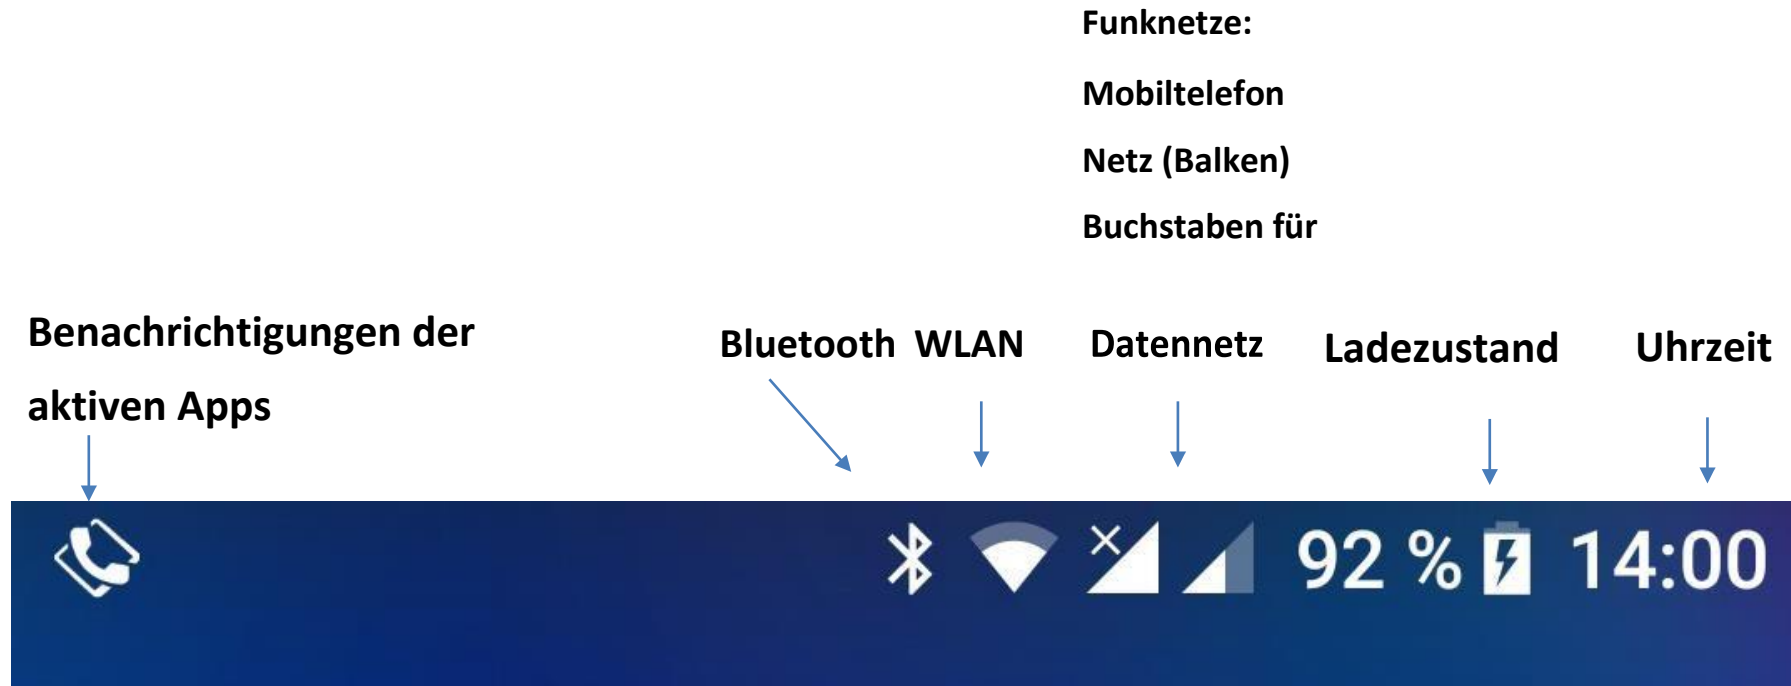 Funknetze:
Mobiltelefon
Netz (Balken)
Buchstaben für
Benachrichtigungen der
aktiven Apps
Bluetooth WLAN Datennetz Ladezustand Uhrzeit
92 % 14:00